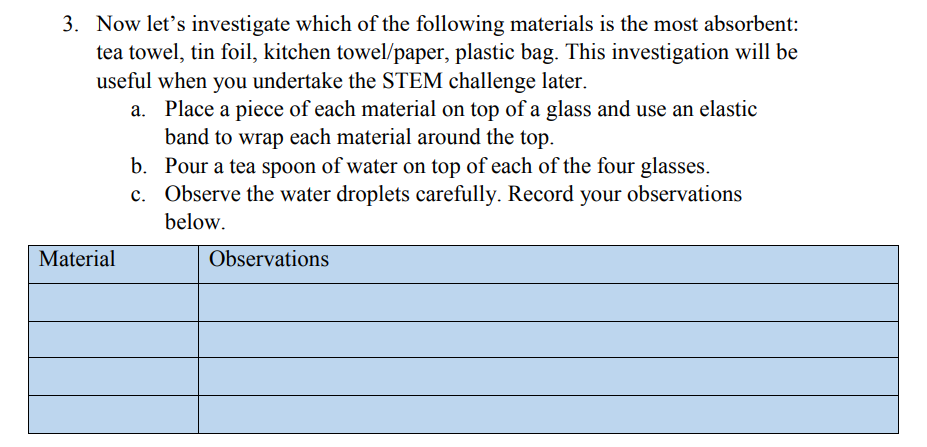 3. Now let’s investigate which of the following materials is the most absorbent:
tea towel, tin foil, kitchen towel/paper, plastic bag. This investigation will be
useful when you undertake the STEM challenge later.
a. Place a piece of each material on top of a glass and use an elastic
band to wrap each material around the top.
b. Pour a tea spoon of water on top of each of the four glasses.
c. Observe the water droplets carefully. Record your observations
below.
Material Observations